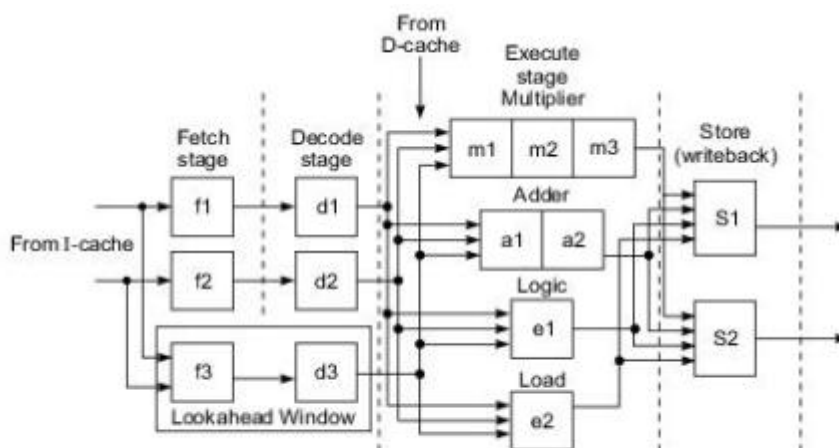 From
D-cache
Execute
stage
Multiplier
Fetch
stage
Decode
stage
Store
(writeback)
m1 m2 m3
f1 d1
Adder
S1
From I-cache
a1 a2
f2 d2
Logic
e1
S2
f3 d3
Load
Lookahead Window
e2